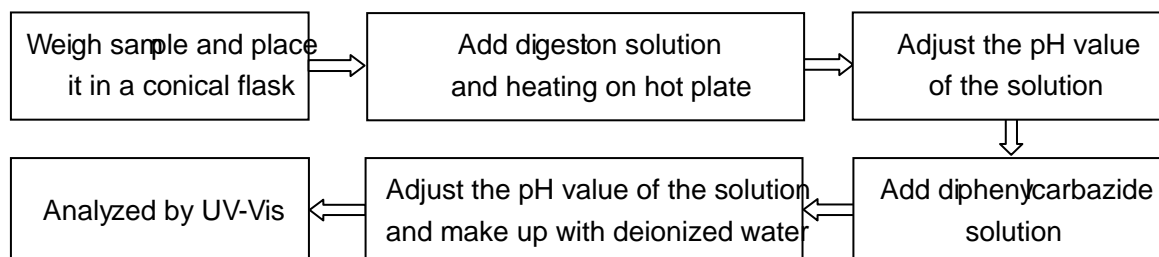 Weigh sample and place
it in a conical flask
Add digeston solution
and heating on hot plate
Adjust the pH value
of the solution
Add diphenylcarbazide
solution
Adjust the pH value of the solution
and make up with deionized water
Analyzed by UV-Vis